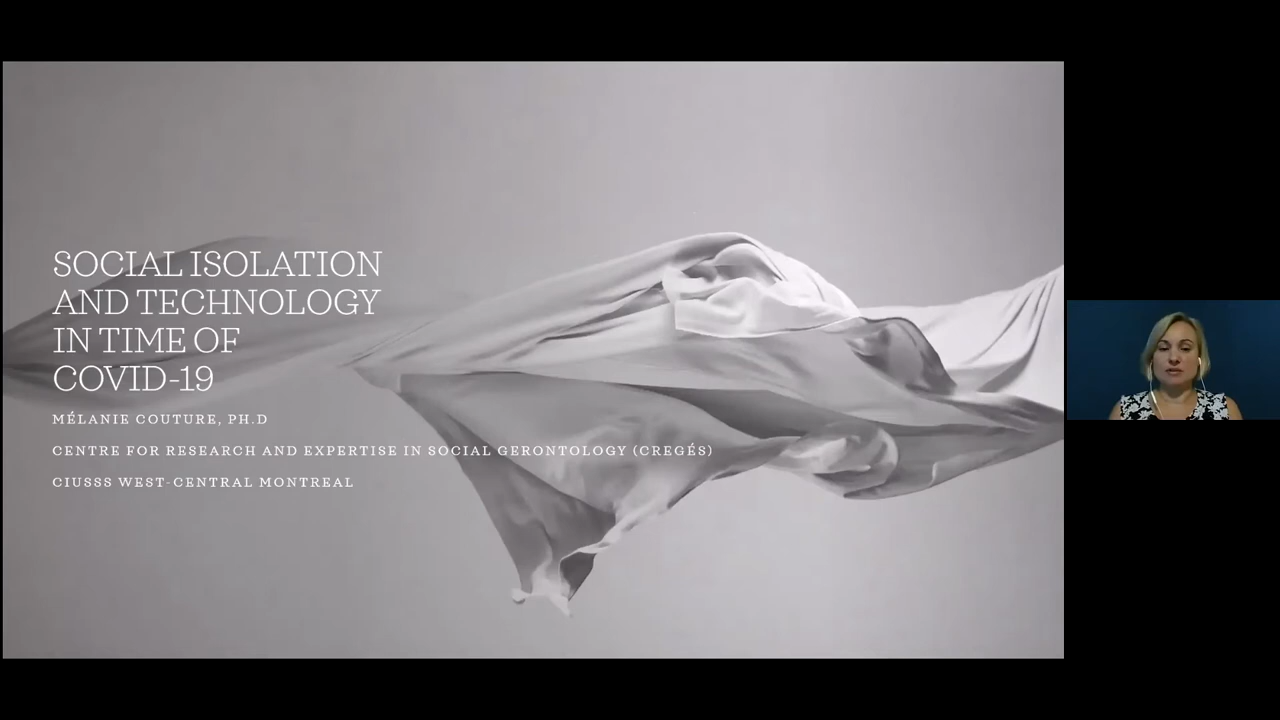 SOCIAL ISOLATION
AND TECHNOLOGY
IN TIME OF
COVID-19
MÉLANIE COUTURE, PH.D
CENTRE FOR RESEARCH AND EXPERTISE IN SOCIAL GERONTOLOGY (CREGÉS)
CIUSSS WEST-CENTRAL MONTREAL